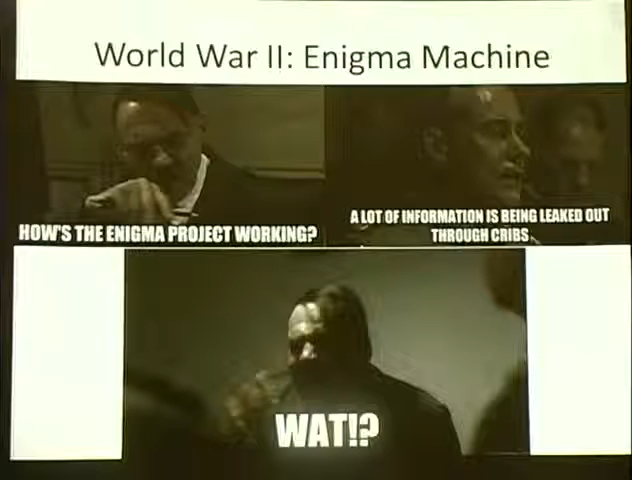 World War II: Enigma Machine
HOW'S THE ENIGMA PROJECT WORKING?
A LOT OF INFORMATION IS BEING LEAKED OUT
THROUGH CRIBS
WAT!?